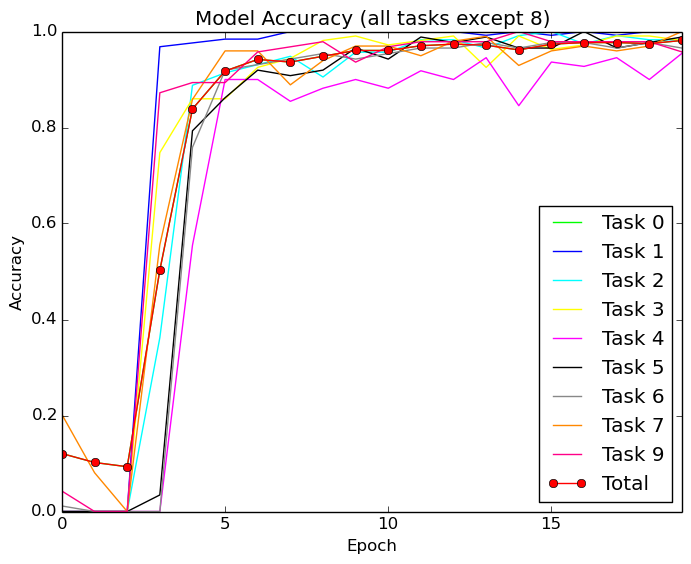 Model Accuracy (all tasks except 8)
1.0
0.8
0.6
0.4
0.2
0.0
Accuracy
0
5
10
15
Epoch
Task 0
Task 1
Task 2
Task 3
Task 4
Task 5
Task 6
Task 7
Task 9
Total